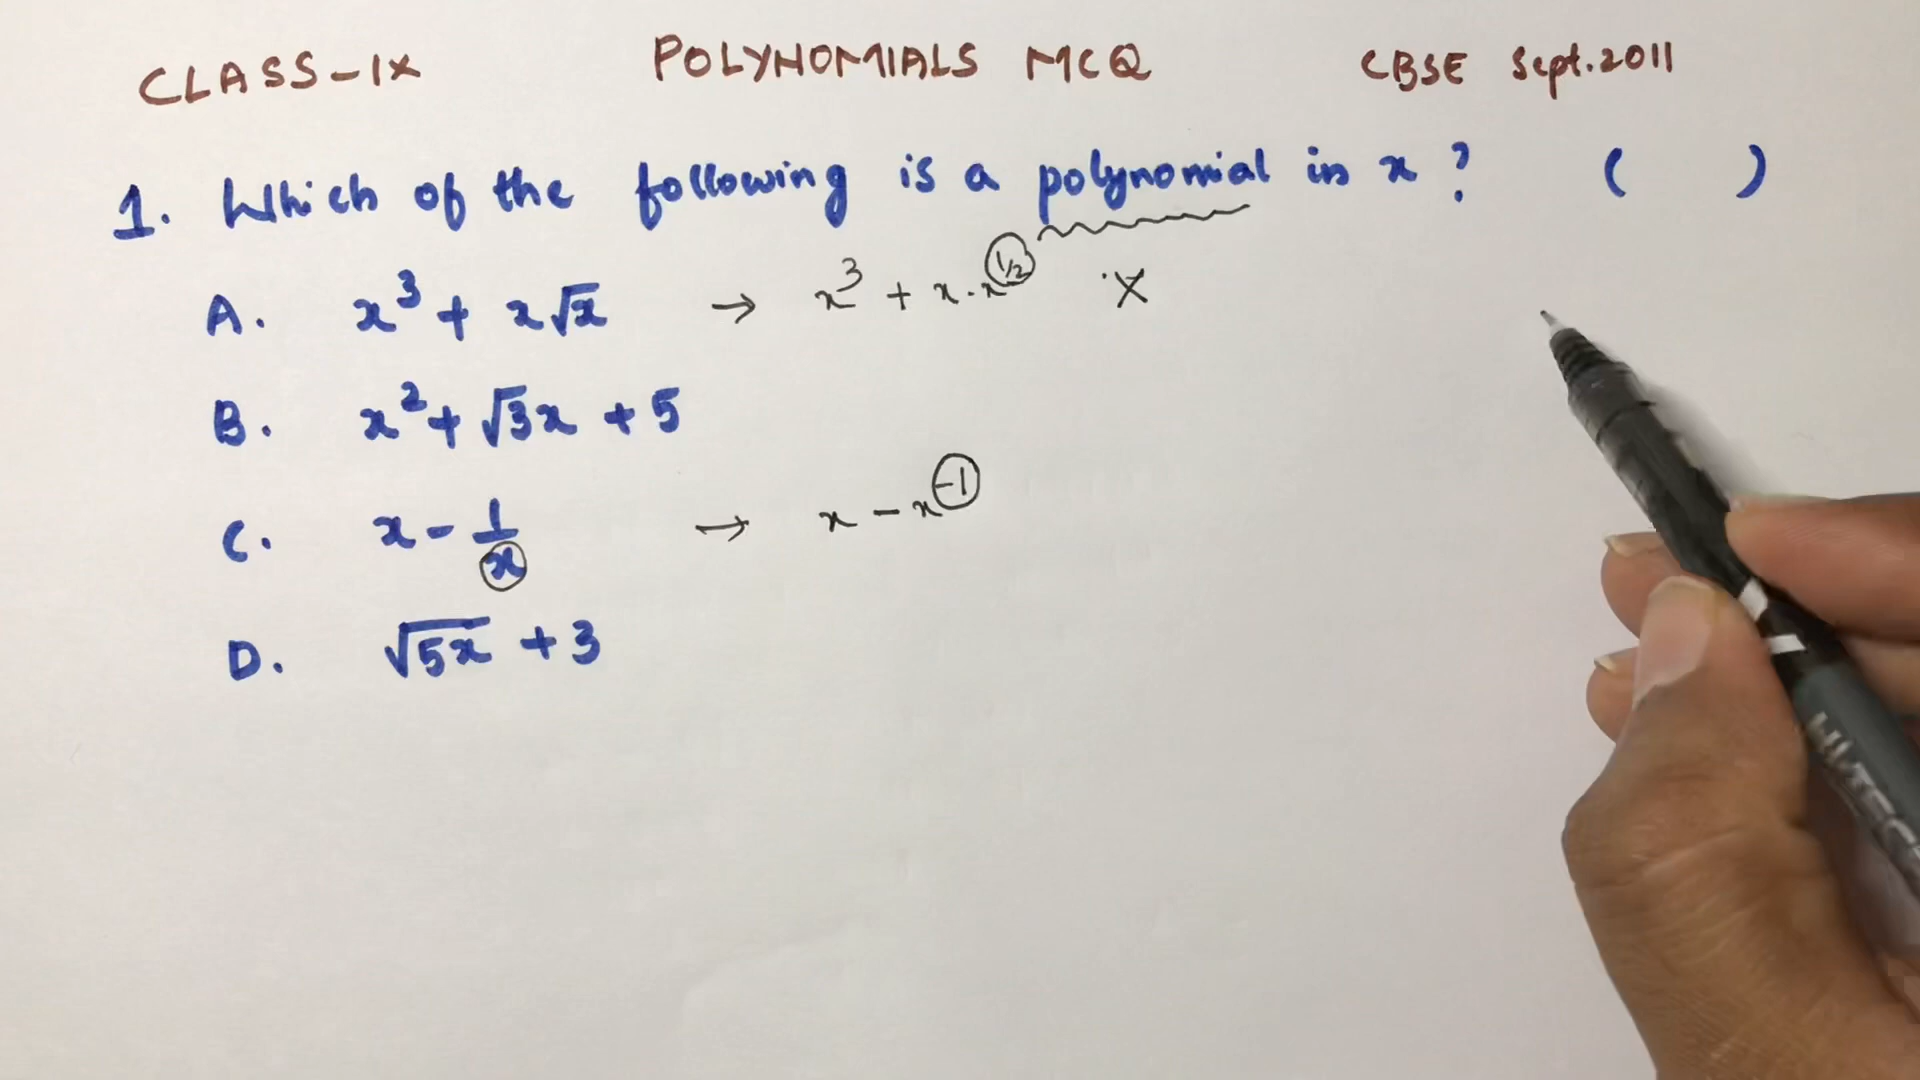 CLASS-IX POLYNOMIALS MCQ CBSE Sept.2011
1. Which of the following is a polynomial in x? ( )
A. x³ + x√x → x³ + x·x^(1/2) X
B. x² + √3x + 5
C. x - 1/x → x - x^(-1)
D. √5x + 3